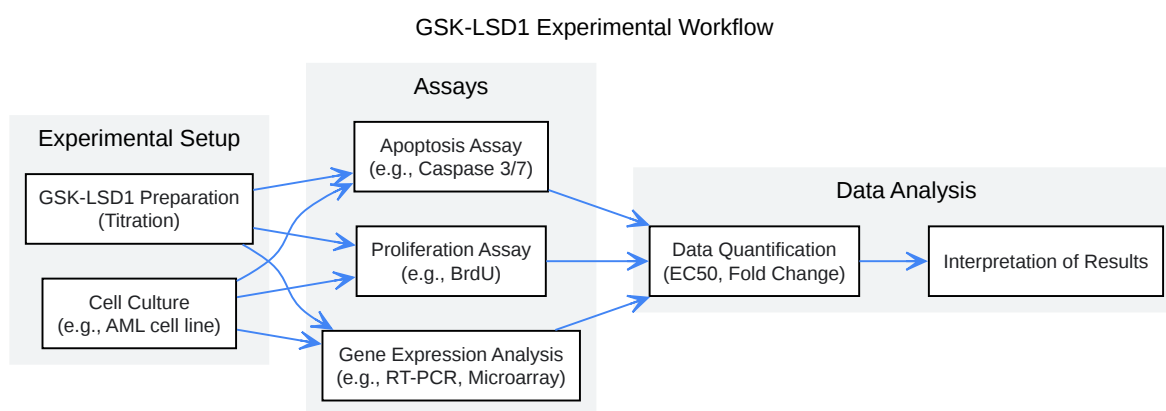 GSK-LSD1 Experimental Workflow
Experimental Setup
GSK-LSD1 Preparation
(Titration)
Cell Culture
(e.g., AML cell line)
Assays
Apoptosis Assay
(e.g., Caspase 3/7)
Proliferation Assay
(e.g., BrdU)
Gene Expression Analysis
(e.g., RT-PCR, Microarray)
Data Analysis
Data Quantification
(EC50, Fold Change)
Interpretation of Results